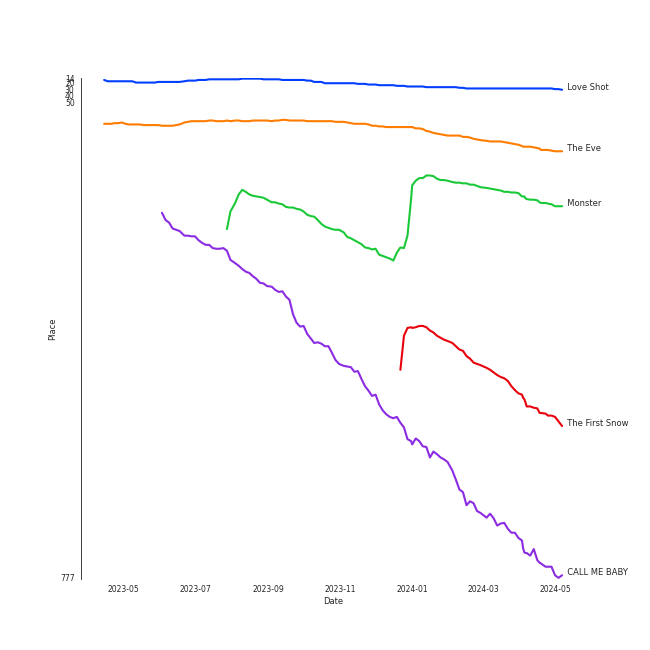 14
20
30
40
50
777
Place
Love Shot
The Eve
Monster
The First Snow
CALL ME BABY
2023-05 2023-07 2023-09 2023-11 2024-01 2024-03 2024-05
Date